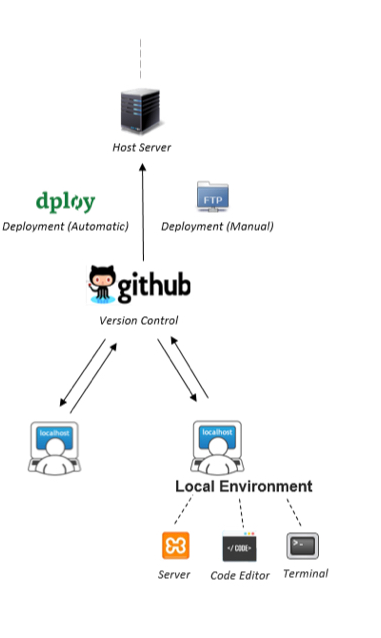 Host Server
dploy
FTP
Deployment (Automatic)
Deployment (Manual)
github
Version Control
localhost
localhost
Local Environment
</ CODE>
>_
Server
Code Editor
Terminal